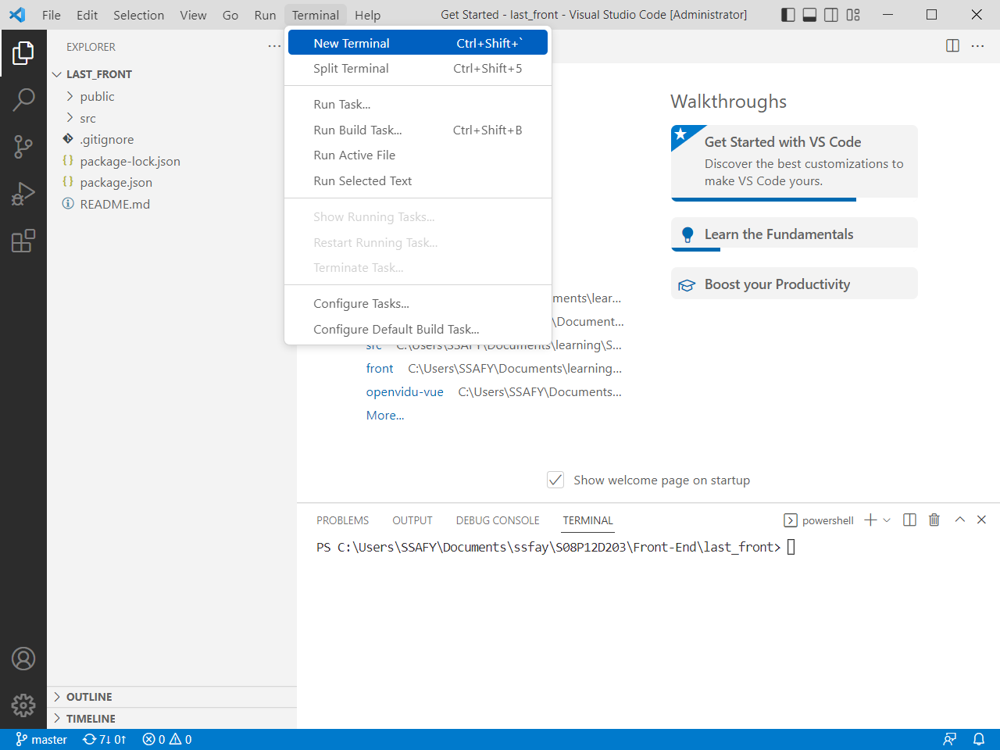 File Edit Selection View Go Run Terminal Help Get Started - last_front - Visual Studio Code [Administrator]
EXPLORER
LAST_FRONT
public
src
.gitignore
package-lock.json
package.json
README.md
OUTLINE
TIMELINE
New Terminal Ctrl+Shift+`
Split Terminal Ctrl+Shift+5
Run Task...
Run Build Task... Ctrl+Shift+B
Run Active File
Run Selected Text
Show Running Tasks...
Restart Running Task...
Terminate Task...
Configure Tasks...
Configure Default Build Task...
ments\lear...
\Document...
src C:\Users\SSAFY\Documents\learning\S...
front C:\Users\SSAFY\Documents\learning...
openvidu-vue C:\Users\SSAFY\Documents...
More...
Walkthroughs
Get Started with VS Code
Discover the best customizations to
make VS Code yours.
Learn the Fundamentals
Boost your Productivity
Show welcome page on startup
PROBLEMS OUTPUT DEBUG CONSOLE TERMINAL powershell
PS C:\Users\SSAFY\Documents\ssfay\S08P12D203\Front-End\last_front>
master 7↓ 0↑ 0 0